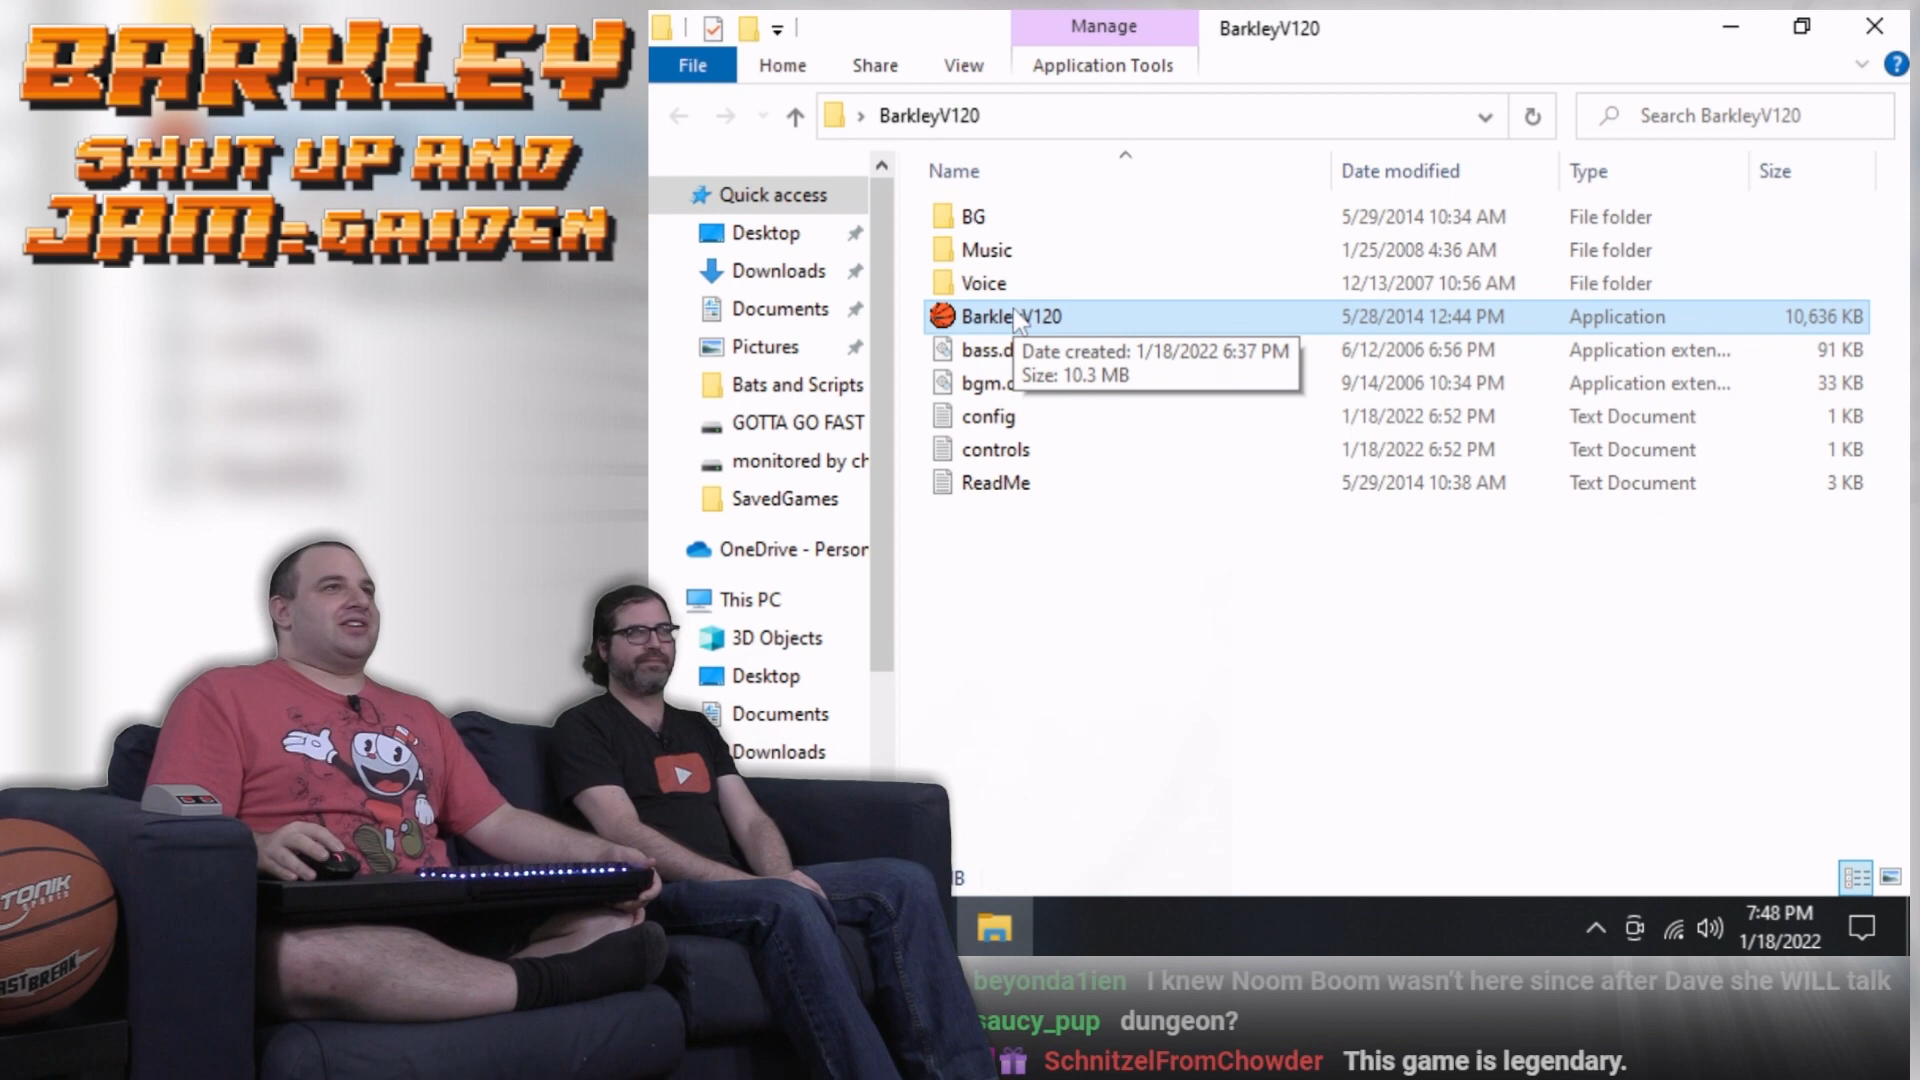 BARKLEY
SHUT UP AND
JAM: GAIDEN
Manage
BarkleyV120
File
Home
Share
View
Application Tools
BarkleyV120
Search BarkleyV120
Name
Date modified
Type
Size
Quick access
Desktop
Downloads
Documents
Pictures
Bats and Scripts
GOTTA GO FAST
monitored by ch
SavedGames
OneDrive - Person
This PC
3D Objects
Desktop
Documents
Downloads
BG 5/29/2014 10:34 AM File folder
Music 1/25/2008 4:36 AM File folder
Voice 12/13/2007 10:56 AM File folder
BarkleyV120 5/28/2014 12:44 PM Application 10,636 KB
bass.d 6/12/2006 6:56 PM Application exten... 91 KB
bgm. 9/14/2006 10:34 PM Application exten... 33 KB
config 1/18/2022 6:52 PM Text Document 1 KB
controls 1/18/2022 6:52 PM Text Document 1 KB
ReadMe 5/29/2014 10:38 AM Text Document 3 KB
Date created: 1/18/2022 6:37 PM
Size: 10.3 MB
7:48 PM
1/18/2022
beyonda1ien I knew Noom Boom wasn't here since after Dave she WILL talk
saucy_pup dungeon?
SchnitzelFromChowder This game is legendary.
TONIK
SPORTS
ASTBREAK